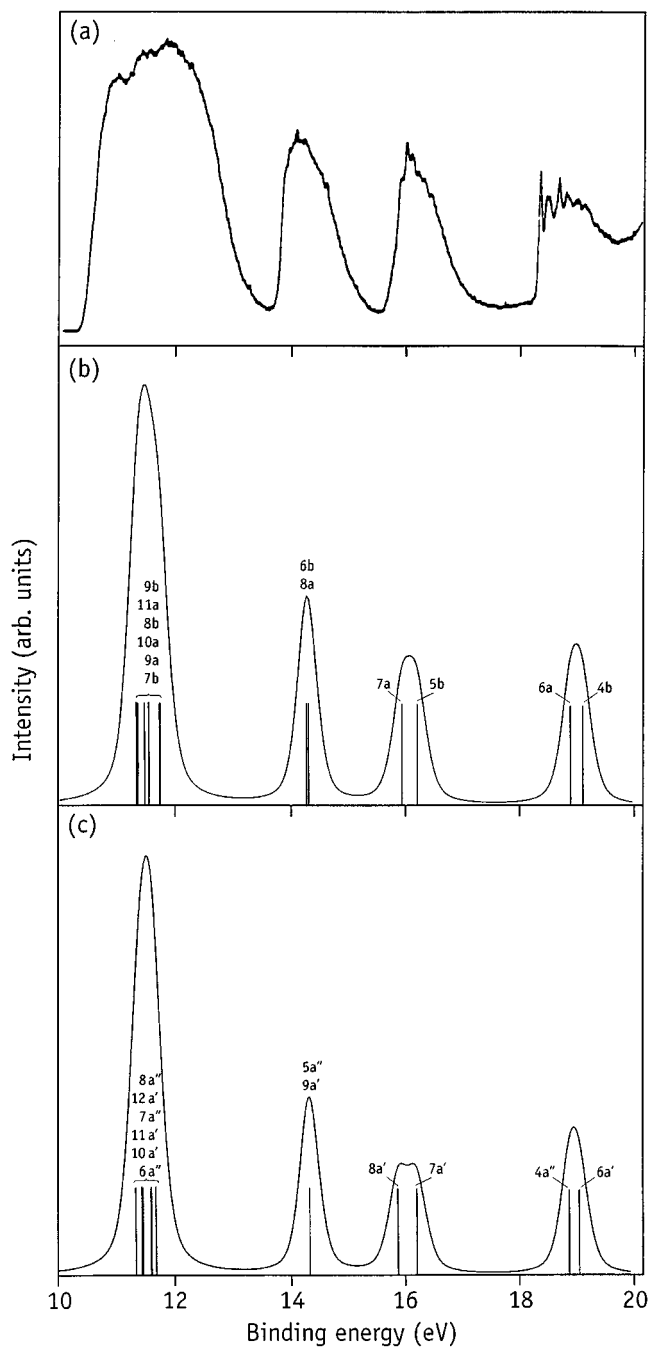 (a)
(b)
Intensity (arb. units)
9b
11a
8b
10a
9a
7b
6b
8a
7a
5b
6a
4b
(c)
8a"
12a'
7a"
11a'
10a'
6a"
5a"
9a'
8a'
7a'
4a"
6a'
10
12
14
16
18
20
Binding energy (eV)